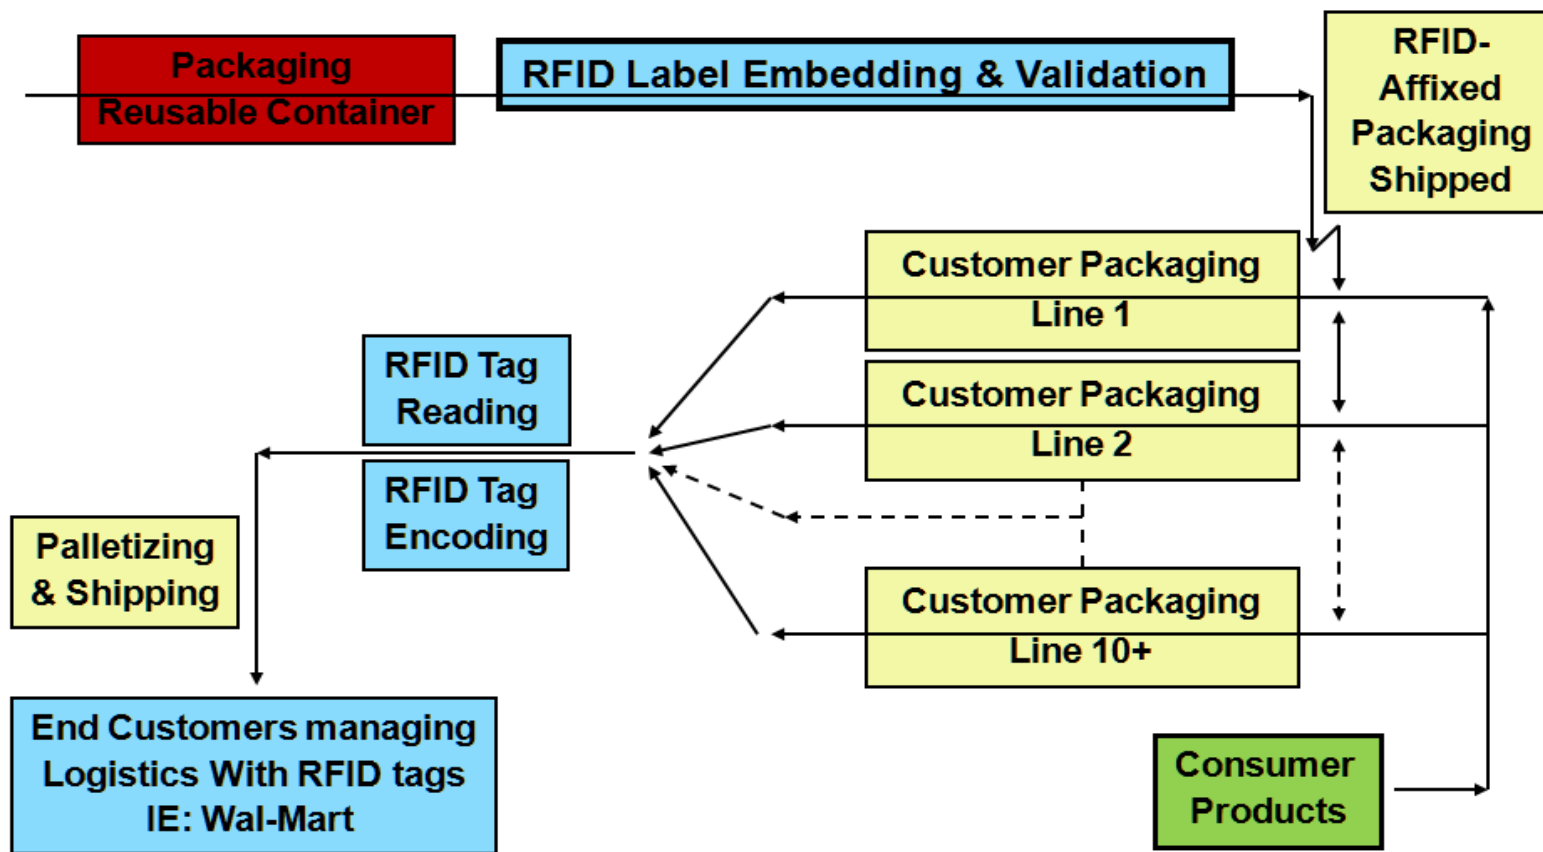 Packaging
Reusable Container
RFID Label Embedding & Validation
RFID-
Affixed
Packaging
Shipped
Customer Packaging
Line 1
Customer Packaging
Line 2
Customer Packaging
Line 10+
RFID Tag
Reading
RFID Tag
Encoding
Palletizing
& Shipping
End Customers managing
Logistics With RFID tags
IE: Wal-Mart
Consumer
Products